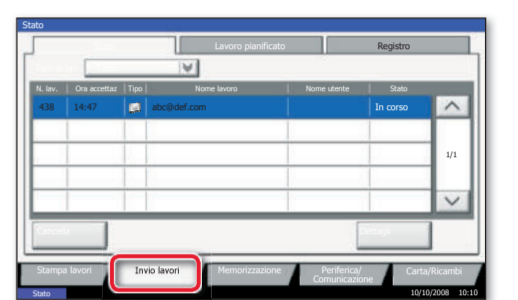 Stato
Lavoro pianificato
Registro
N. lav. Ora accettaz Tipo Nome lavoro Nome utente Stato
438 14:47 abc@def.com In corso
1/1
Cancella
Dettagli
Stampa lavori
Invio lavori
Memorizzazione
Periferica/
Comunicazione
Carta/Ricambi
Stato
10/10/2008 10:10